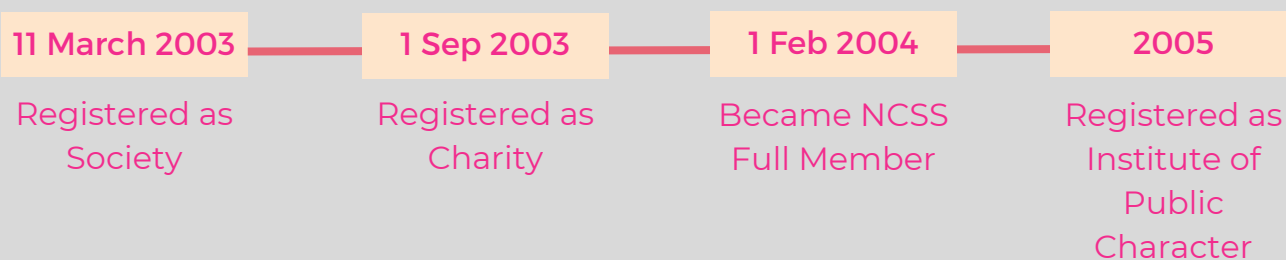 11 March 2003
Registered as
Society
1 Sep 2003
Registered as
Charity
1 Feb 2004
Became NCSS
Full Member
2005
Registered as
Institute of
Public
Character